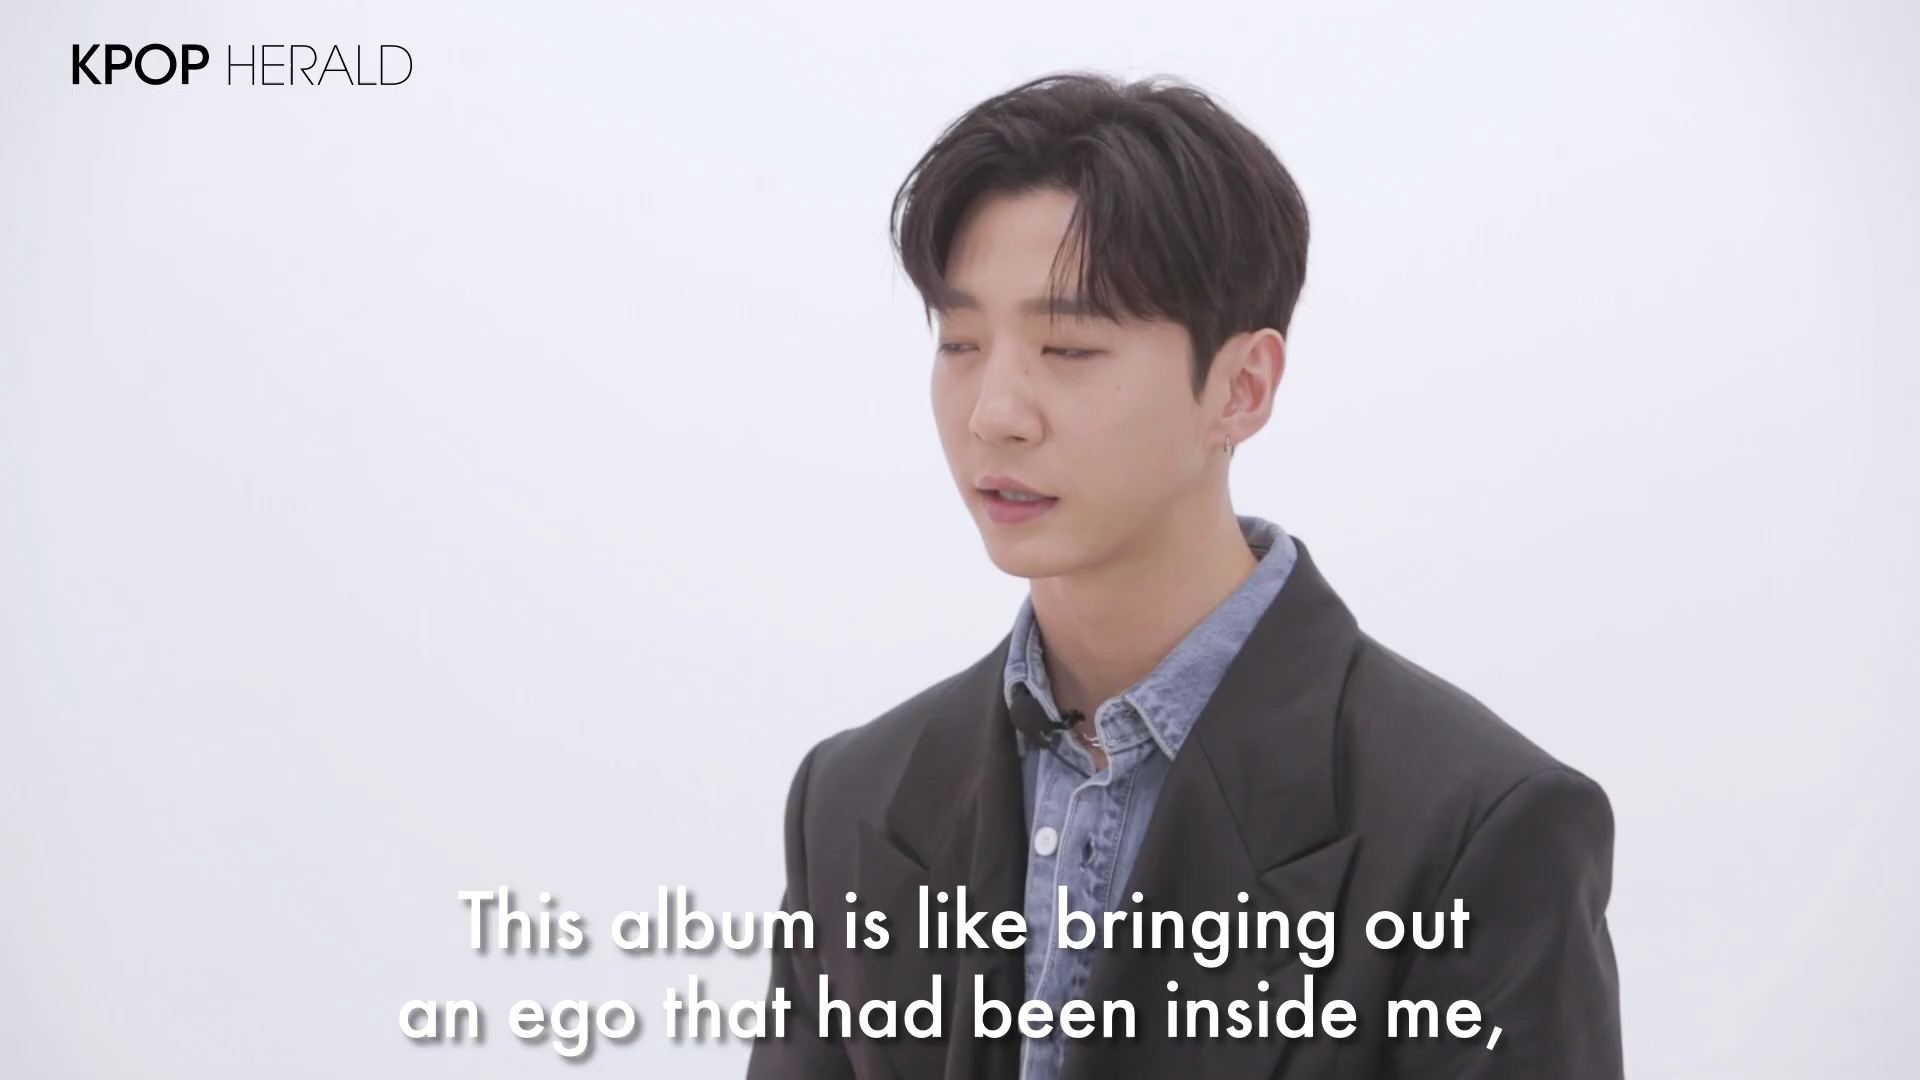 KPOP HERALD
This album is like bringing out
an ego that had been inside me,